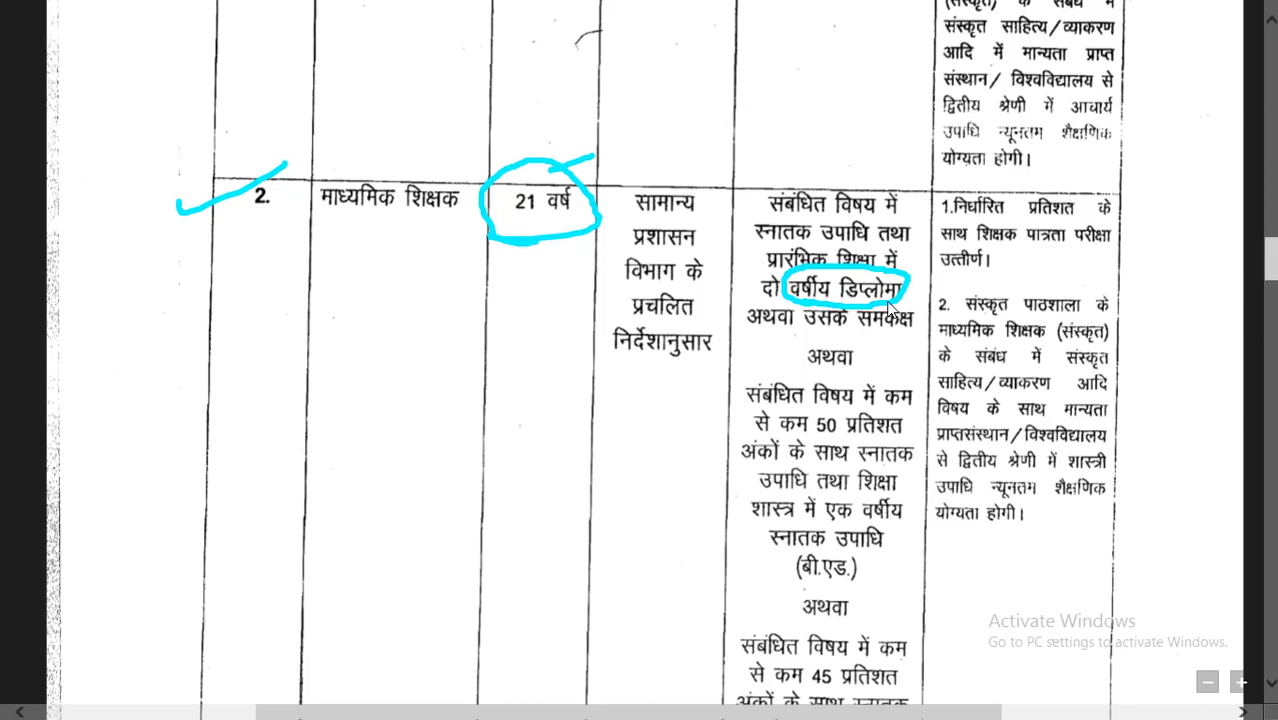 (संस्कृत) के संबंध में
संस्कृत साहित्य/व्याकरण
आदि में मान्यता प्राप्त
संस्थान/ विश्वविद्यालय से
द्वितीय श्रेणी में आचार्य
उपाधि न्यूनतम शैक्षणिक
योग्यता होगी।
2.
माध्यमिक शिक्षक
21 वर्ष
सामान्य
प्रशासन
विभाग के
प्रचलित
निर्देशानुसार
संबंधित विषय में
स्नातक उपाधि तथा
प्रारंभिक शिक्षा में
दो वर्षीय डिप्लोमा
अथवा उसके समकक्ष
अथवा
संबंधित विषय में कम
से कम 50 प्रतिशत
अंकों के साथ स्नातक
उपाधि तथा शिक्षा
शास्त्र में एक वर्षीय
स्नातक उपाधि
(बी.एड.)
अथवा
संबंधित विषय में कम
से कम 45 प्रतिशत
अंकों के साथ स्नातक
1.निर्धारित प्रतिशत के
साथ शिक्षक पात्रता परीक्षा
उत्तीर्ण।
2. संस्कृत पाठशाला के
माध्यमिक शिक्षक (संस्कृत)
के संबंध में संस्कृत
साहित्य/व्याकरण आदि
विषय के साथ मान्यता
प्राप्तसंस्थान/विश्वविद्यालय
से द्वितीय श्रेणी में शास्त्री
उपाधि न्यूनतम शैक्षणिक
योग्यता होगी।
Activate Windows
Go to PC settings to activate Windows.